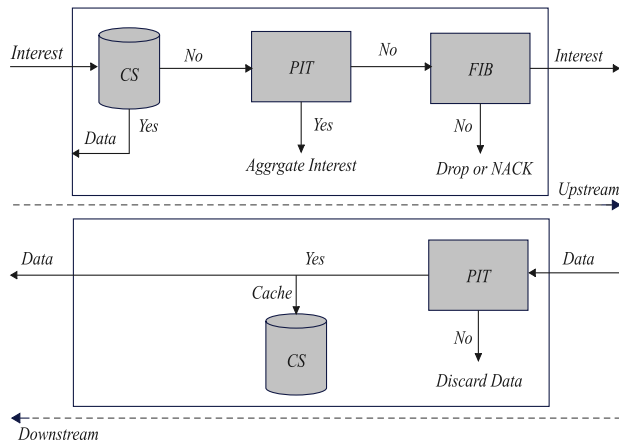 Interest
CS
No
PIT
No
FIB
Interest
Data
Yes
Yes
No
Aggrgate Interest
Drop or NACK
Upstream
Data
Yes
PIT
Data
Cache
CS
No
Discard Data
Downstream